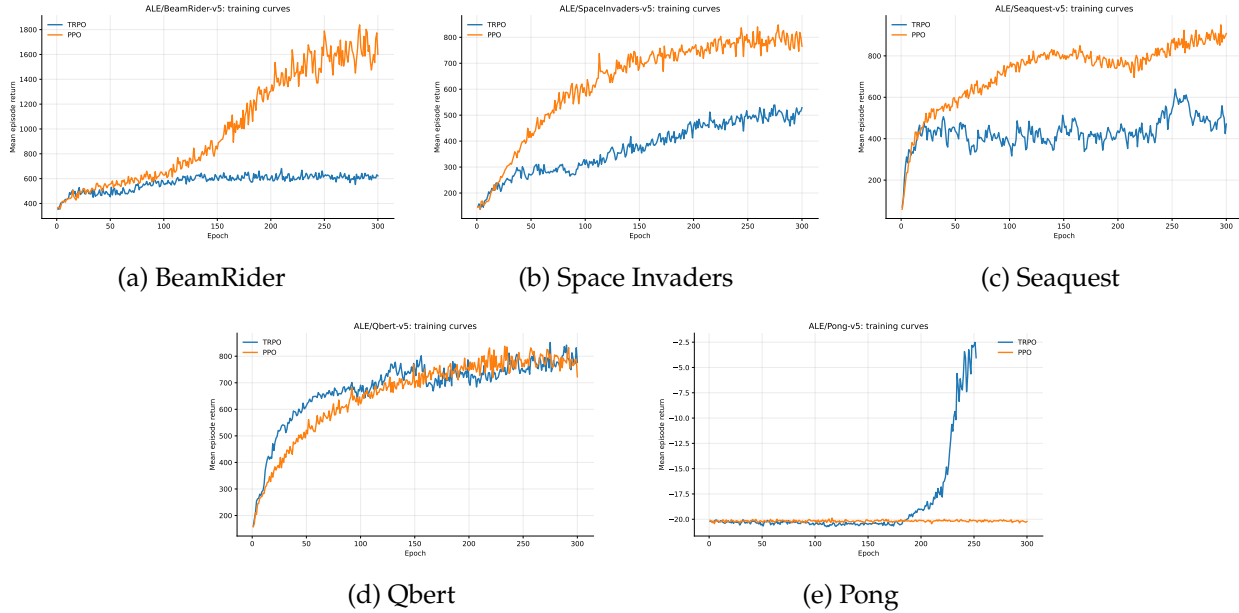 ALE/BeamRider-v5: training curves
TRPO
PPO
Mean episode return
1800
1600
1400
1200
1000
800
600
400
0 50 100 150 200 250 300
Epoch
(a) BeamRider
ALE/SpaceInvaders-v5: training curves
TRPO
PPO
Mean episode return
800
700
600
500
400
300
200
0 50 100 150 200 250 300
Epoch
(b) Space Invaders
ALE/Seaquest-v5: training curves
TRPO
PPO
Mean episode return
800
600
400
200
0 50 100 150 200 250 300
Epoch
(c) Seaquest
ALE/Qbert-v5: training curves
TRPO
PPO
Mean episode return
800
700
600
500
400
300
200
0 50 100 150 200 250 300
Epoch
(d) Qbert
ALE/Pong-v5: training curves
TRPO
PPO
Mean episode return
−2.5
−5.0
−7.5
−10.0
−12.5
−15.0
−17.5
−20.0
0 50 100 150 200 250 300
Epoch
(e) Pong